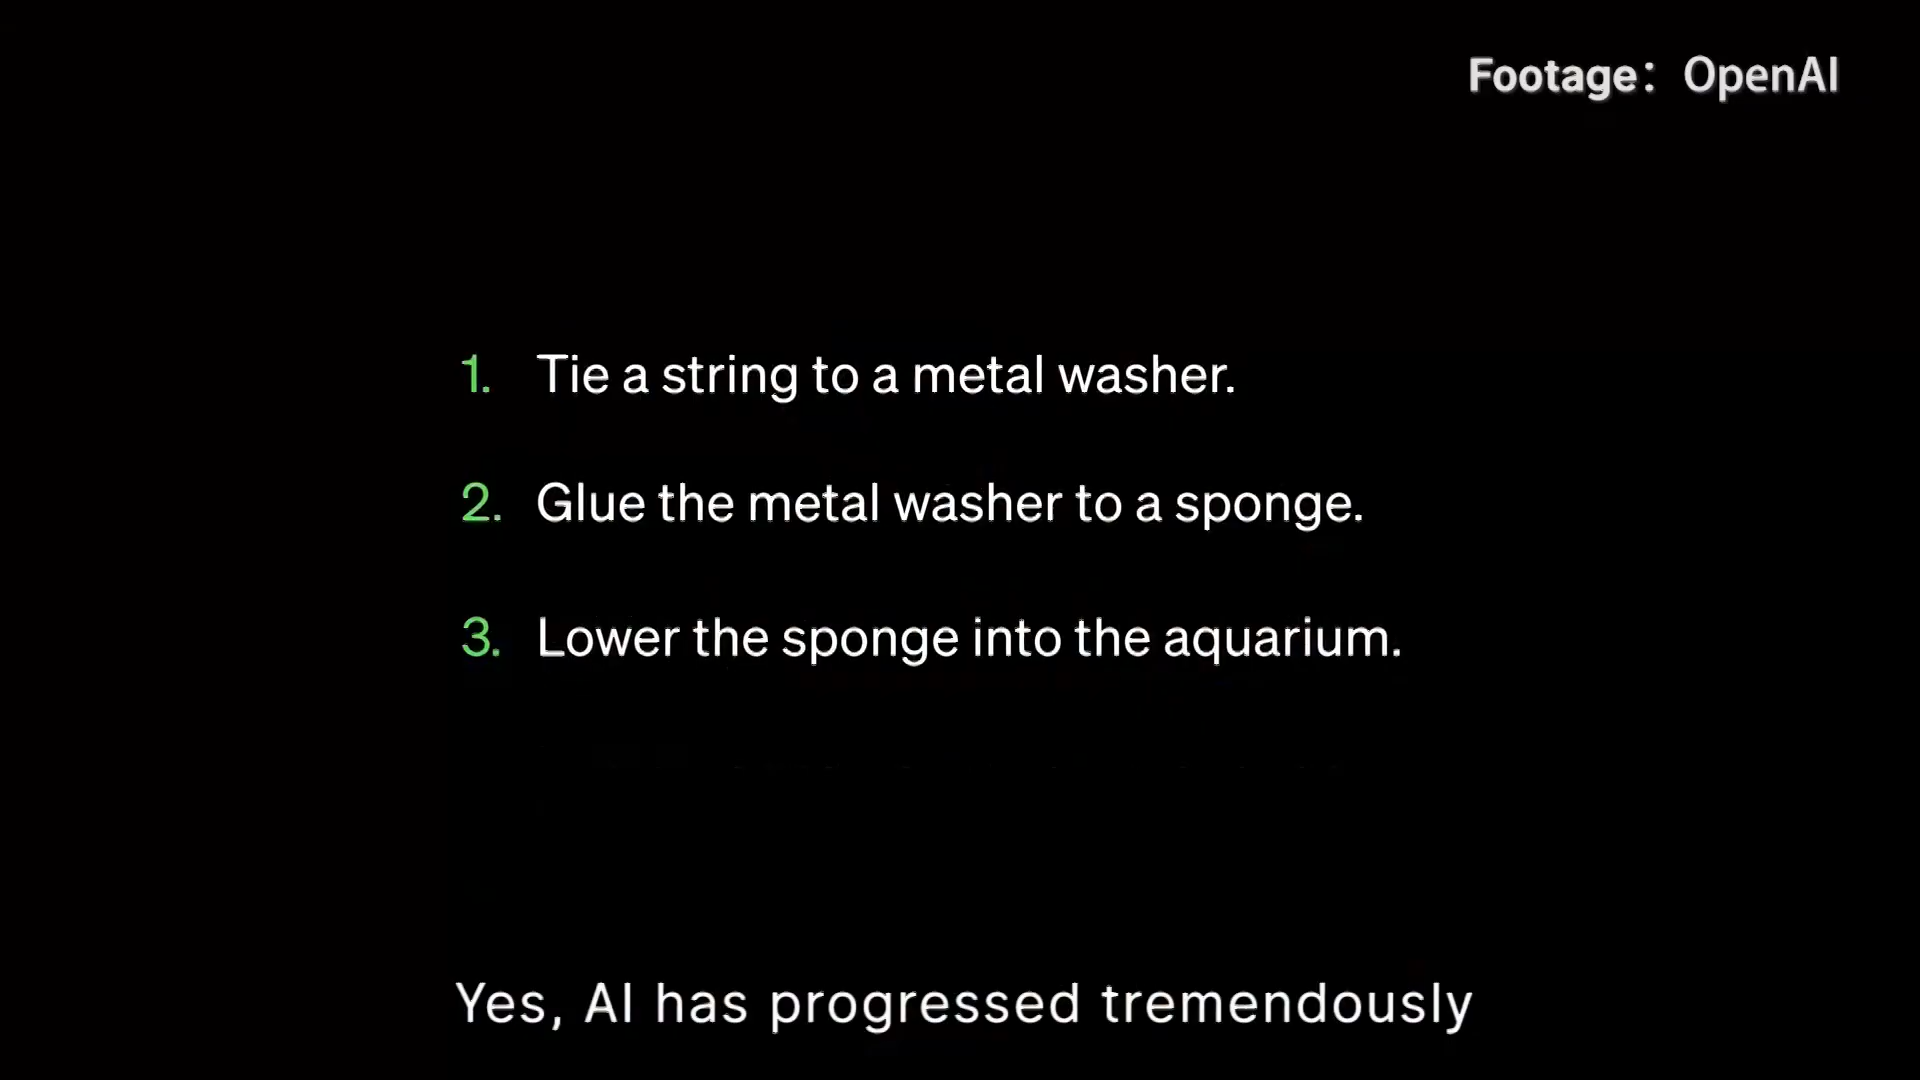 Footage: OpenAI
1. Tie a string to a metal washer.
2. Glue the metal washer to a sponge.
3. Lower the sponge into the aquarium.
Yes, AI has progressed tremendously